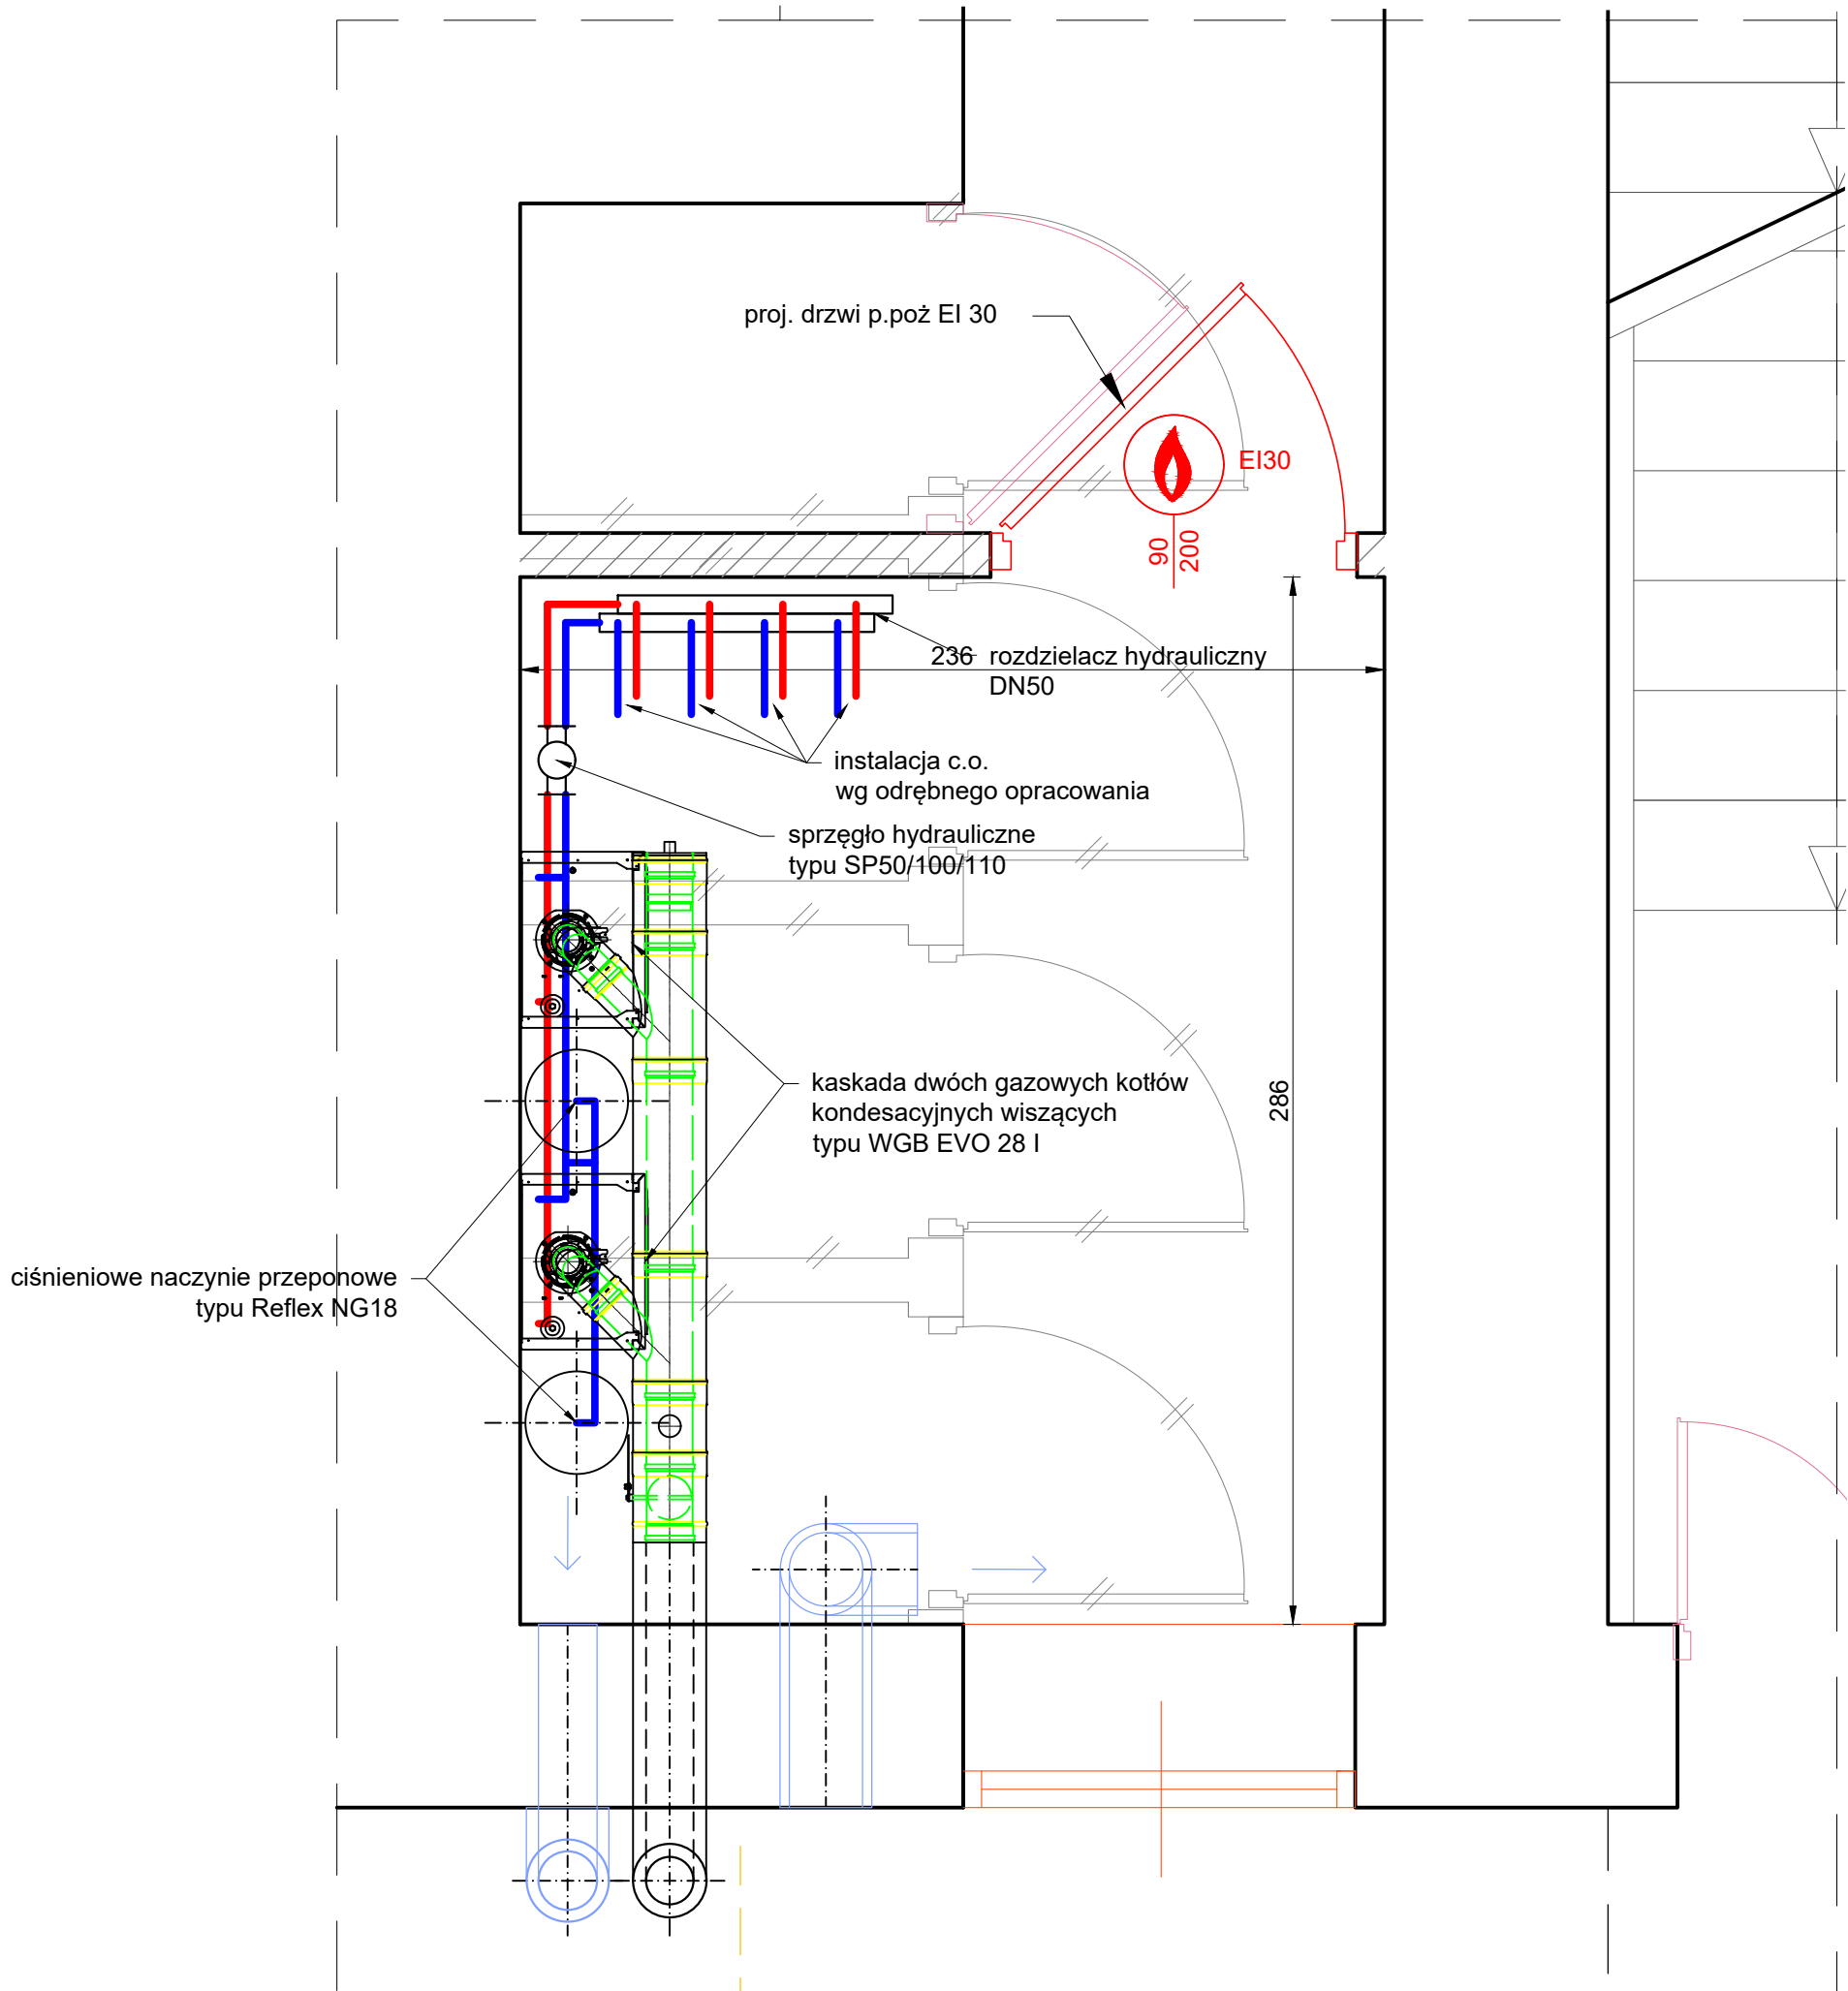 proj. drzwi p.poż EI 30
EI30
90
200
236
rozdzielacz hydrauliczny
DN50
instalacja c.o.
wg odrębnego opracowania
sprzęgło hydrauliczne
typu SP50/100/110
kaskada dwóch gazowych kotłów
kondesacyjnych wiszących
typu WGB EVO 28 I
286
ciśnieniowe naczynie przeponowe
typu Reflex NG18